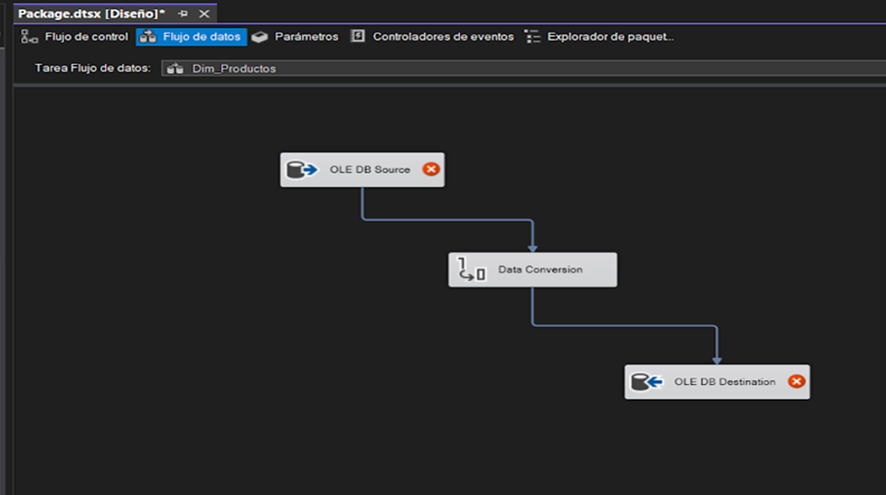 Package.dtsx [Diseño]*
Flujo de control Flujo de datos Parámetros Controladores de eventos Explorador de paquet...
Tarea Flujo de datos: Dim_Productos
OLE DB Source
Data Conversion
OLE DB Destination